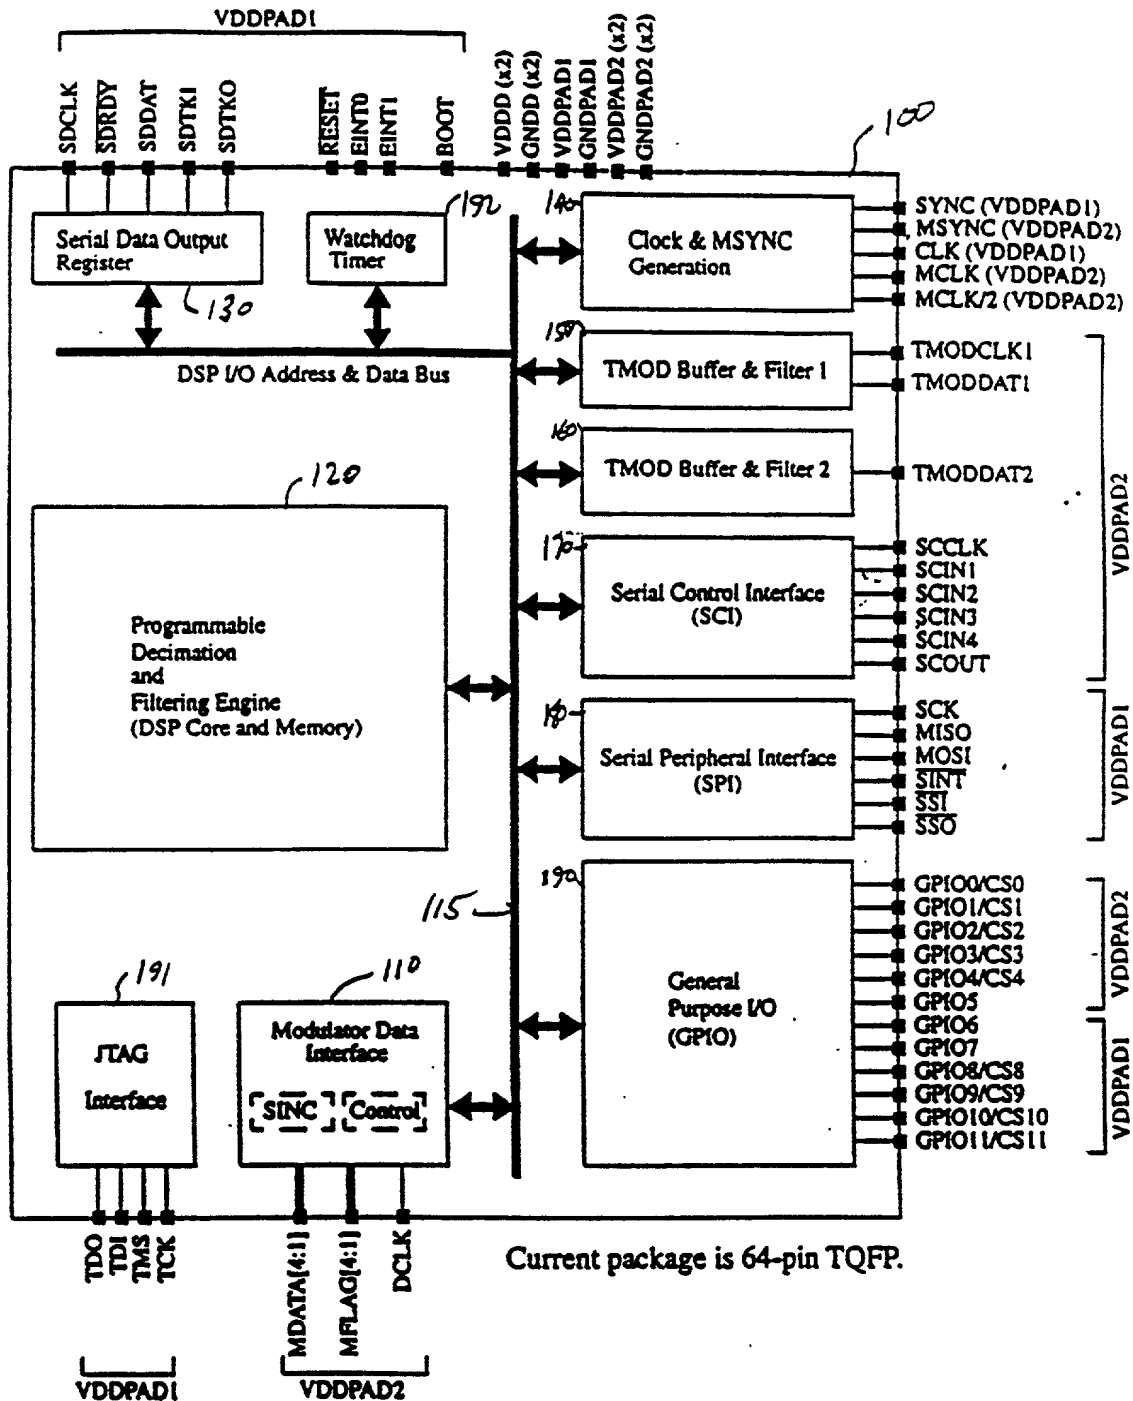 VDDPAD1
SDCLK
SDRDY
SDDAT
SDTKI
SDTKO
RESET
EINT0
EINT1
BOOT
VDDD (x2)
GNDD (x2)
VDDPAD1
GNDPAD1
VDDPAD2 (x2)
GNDPAD2 (x2)
100
Serial Data Output
Register
130
192
Watchdog
Timer
DSP I/O Address & Data Bus
140
Clock & MSYNC
Generation
SYNC (VDDPAD1)
MSYNC (VDDPAD2)
CLK (VDDPAD1)
MCLK (VDDPAD2)
MCLK/2 (VDDPAD2)
150
TMOD Buffer & Filter 1
TMODCLK1
TMODDAT1
160
TMOD Buffer & Filter 2
TMODDAT2
VDDPAD2
120
Programmable
Decimation
and
Filtering Engine
(DSP Core and Memory)
170
Serial Control Interface
(SCI)
SCCLK
SCIN1
SCIN2
SCIN3
SCIN4
SCOUT
180
Serial Peripheral Interface
(SPI)
SCK
MISO
MOSI
SINT
SSI
SSO
VDDPAD1
190
General
Purpose I/O
(GPIO)
GPIO0/CS0
GPIO1/CS1
GPIO2/CS2
GPIO3/CS3
GPIO4/CS4
GPIO5
GPIO6
GPIO7
GPIO8/CS8
GPIO9/CS9
GPIO10/CS10
GPIO11/CS11
VDDPAD2
VDDPAD1
115
191
JTAG
Interface
110
Modulator Data
Interface
SINC
Control
TDO
TDI
TMS
TCK
VDDPAD1
MDATA[4:1]
MFLAG[4:1]
DCLK
VDDPAD2
Current package is 64-pin TQFP.